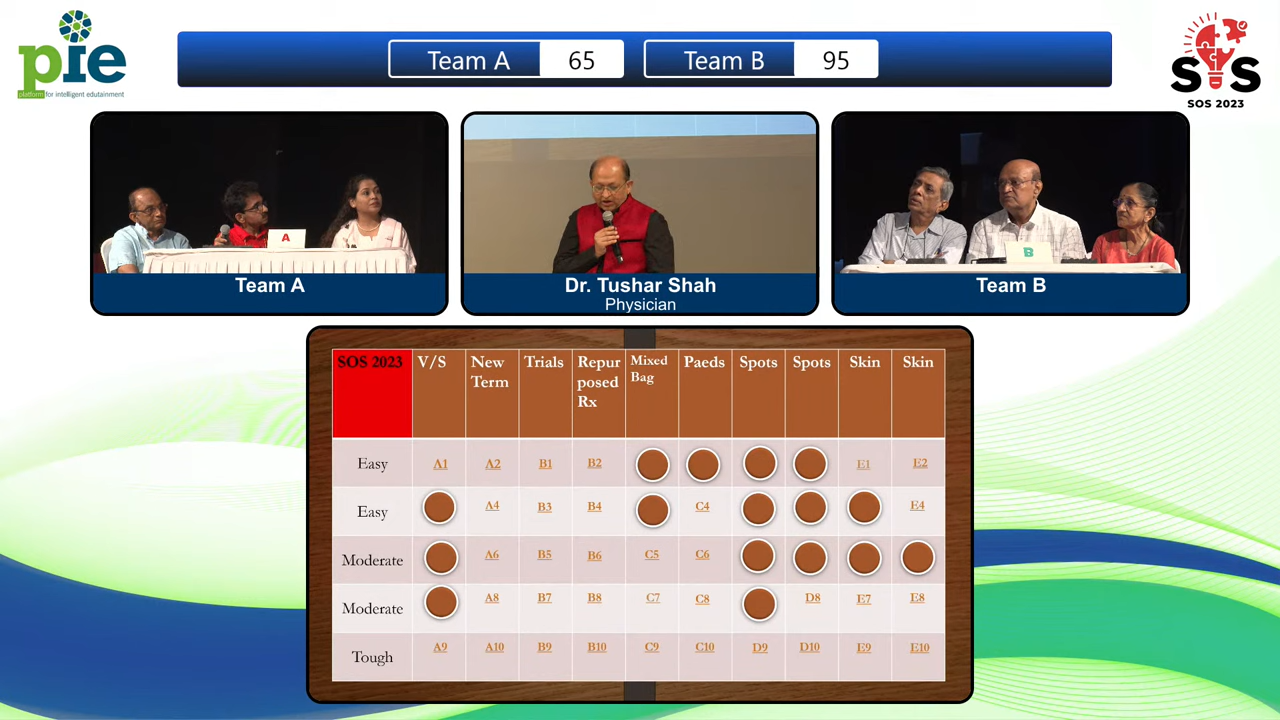 pie
platform for intelligent edutainment
Team A 65 Team B 95
SOS
SOS 2023
A
B
Team A
Dr. Tushar Shah
Physician
Team B
SOS 2023 V/S New Term Trials Repur posed Rx Mixed Bag Paeds Spots Spots Skin Skin
Easy A1 A2 B1 B2 E1 E2
Easy A4 B3 B4 C4 E4
Moderate A6 B5 B6 C5 C6
Moderate A8 B7 B8 C7 C8 D8 E7 E8
Tough A9 A10 B9 B10 C9 C10 D9 D10 E9 E10